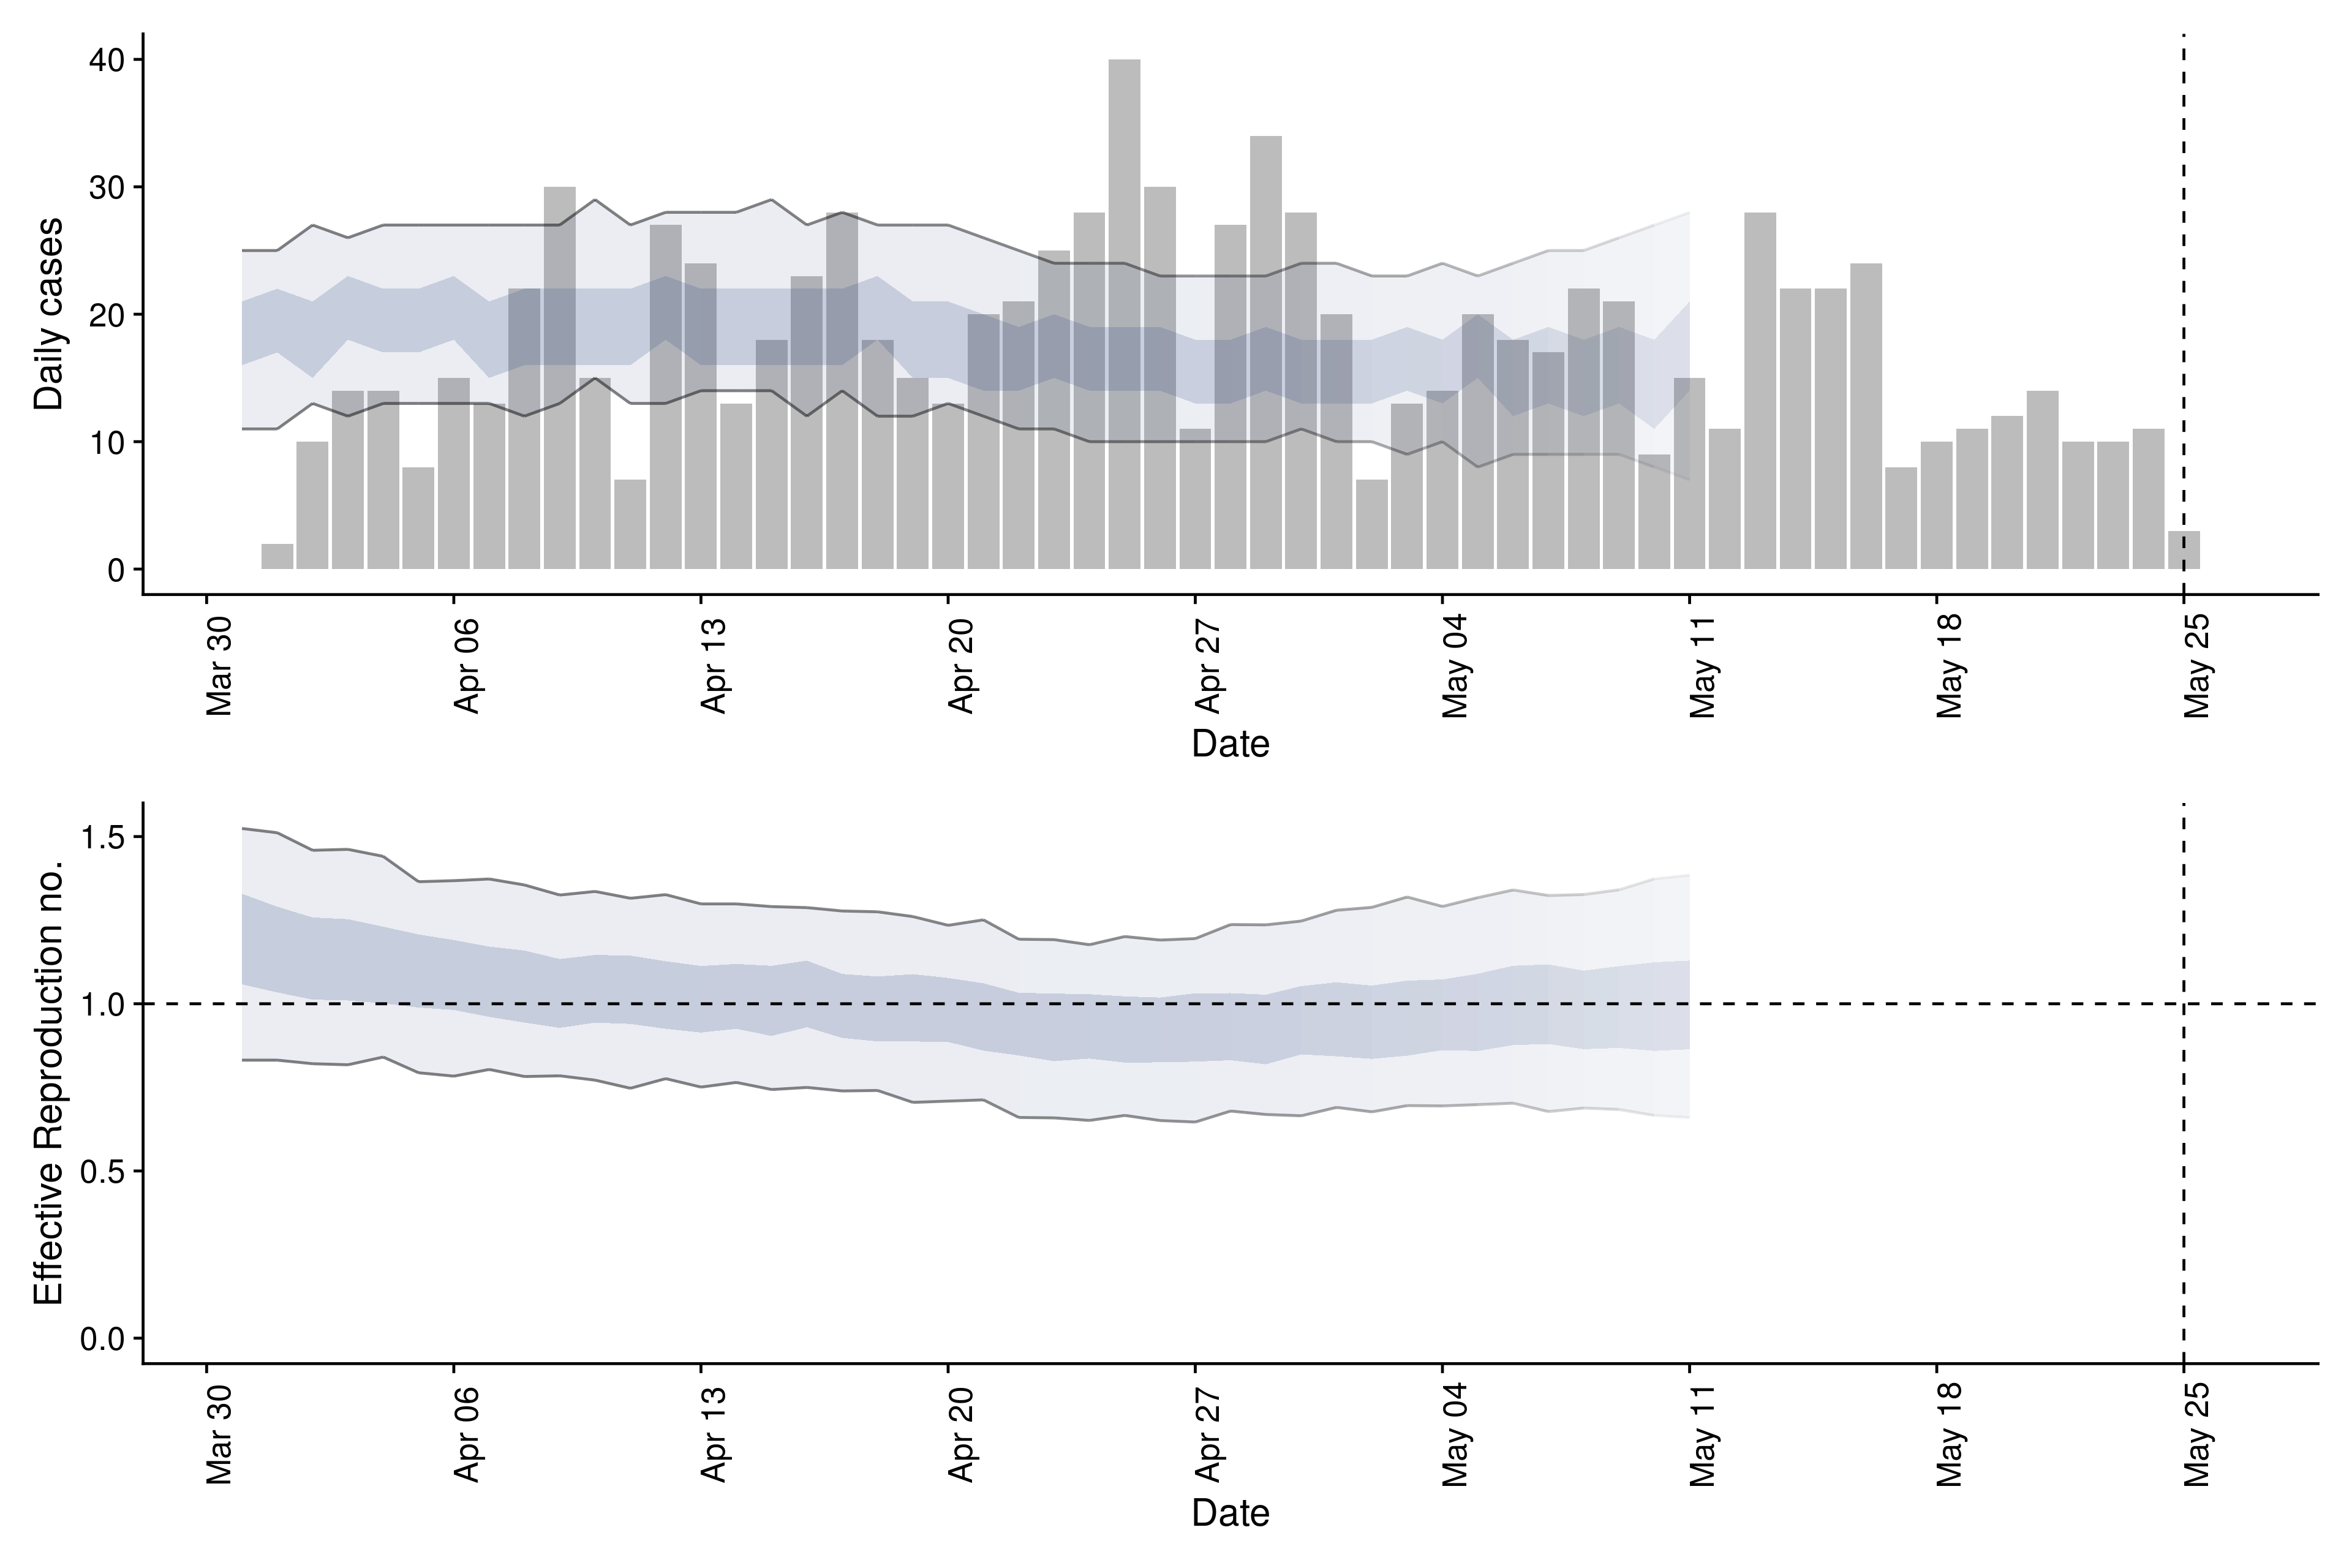 Daily cases
40
30
20
10
0
Mar 30
Apr 06
Apr 13
Apr 20
Apr 27
May 04
May 11
May 18
May 25
Date
Effective Reproduction no.
1.5
1.0
0.5
0.0
Mar 30
Apr 06
Apr 13
Apr 20
Apr 27
May 04
May 11
May 18
May 25
Date